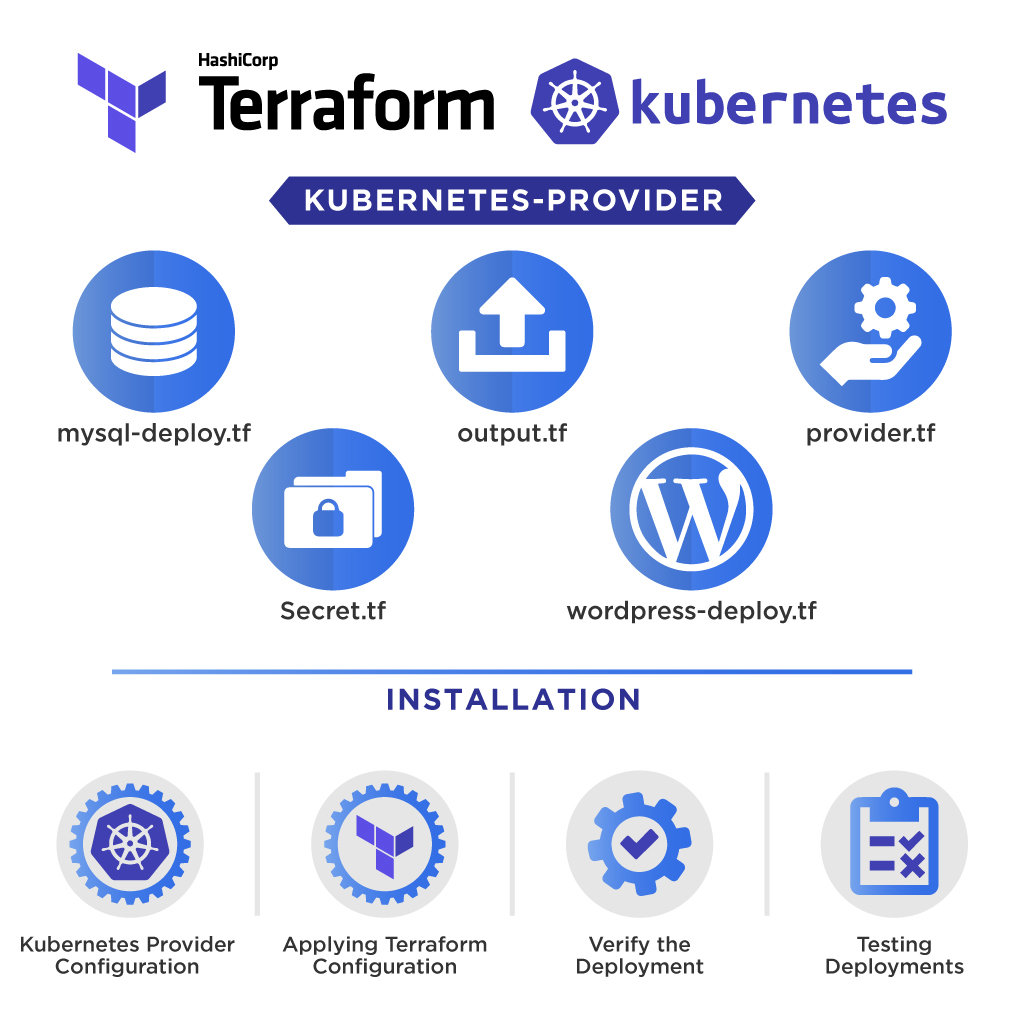 HashiCorp
Terraform
kubernetes
KUBERNETES-PROVIDER
mysql-deploy.tf
output.tf
provider.tf
Secret.tf
wordpress-deploy.tf
INSTALLATION
Kubernetes Provider
Configuration
Applying Terraform
Configuration
Verify the
Deployment
Testing
Deployments